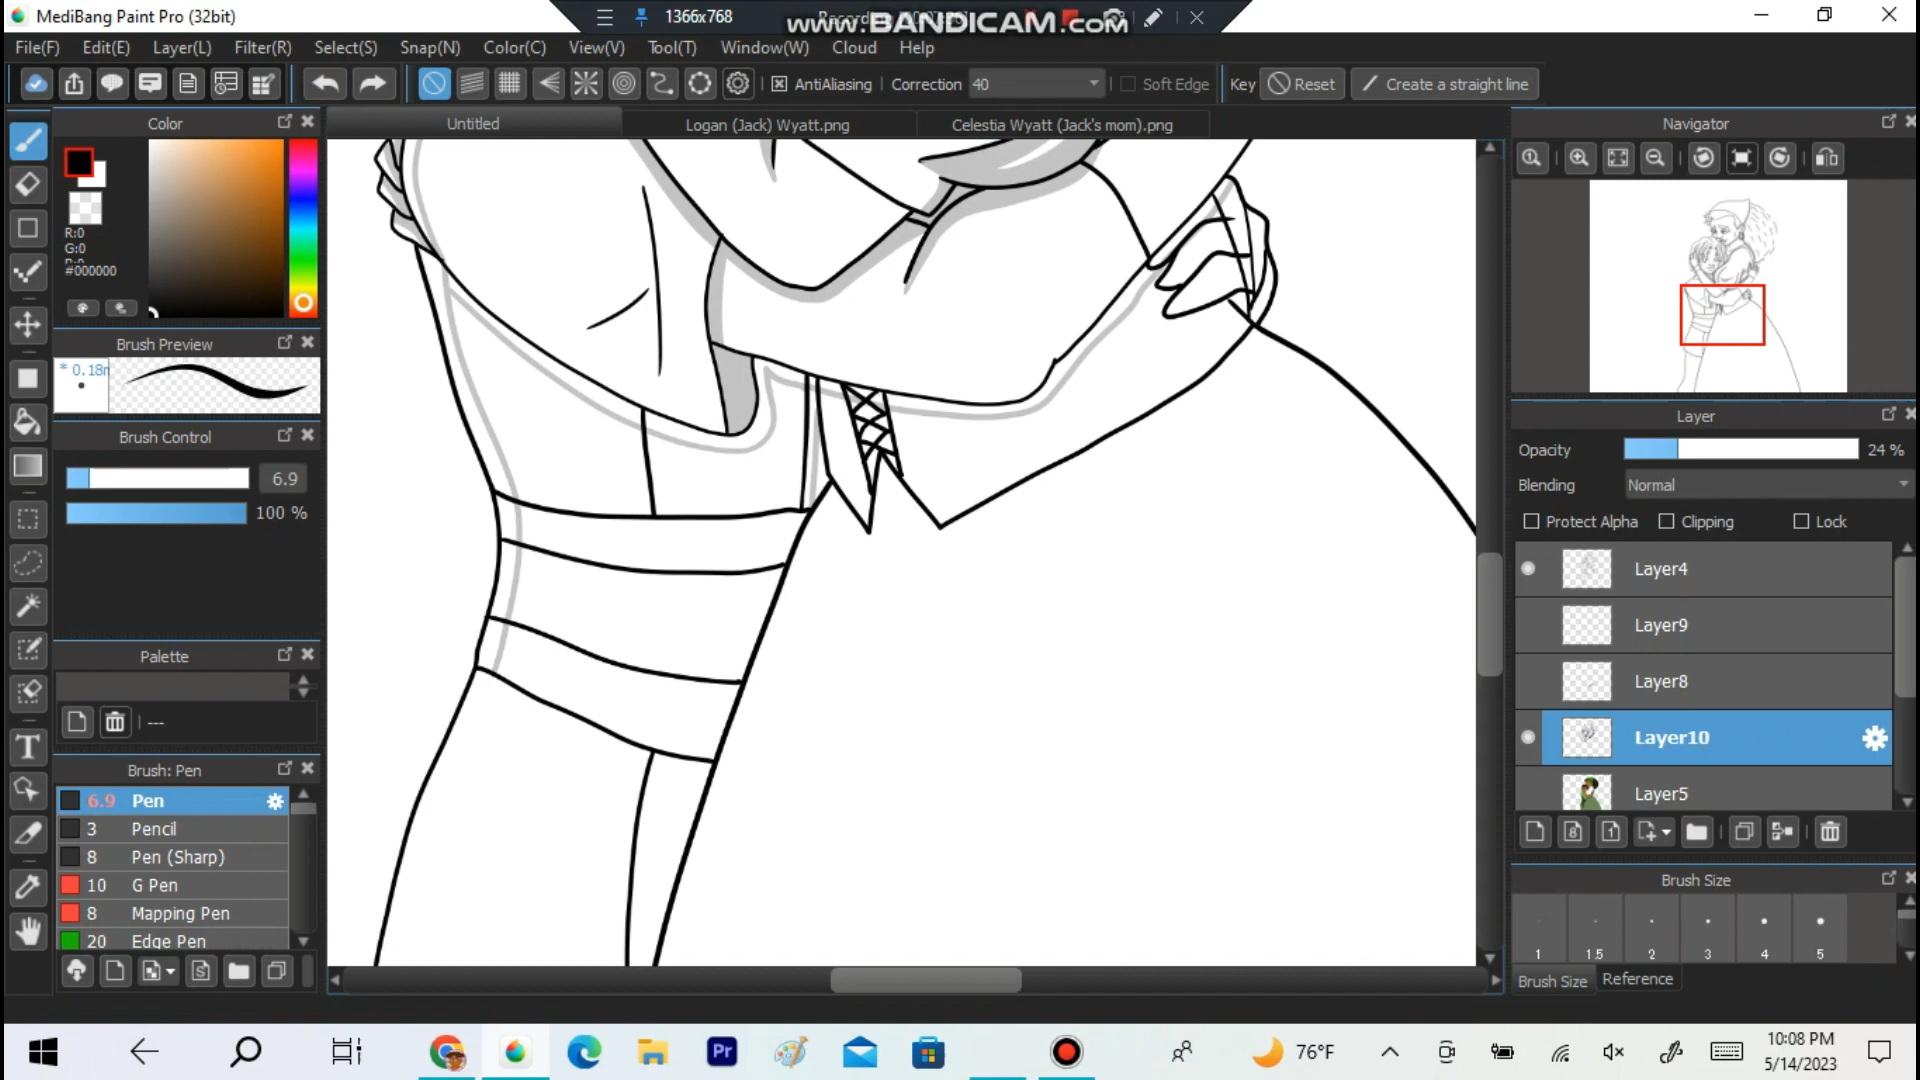 MediBang Paint Pro (32bit)
1366x768
www.BANDICAM.com
File(F) Edit(E) Layer(L) Filter(R) Select(S) Snap(N) Color(C) View(V) Tool(T) Window(W) Cloud Help
AntiAliasing Correction 40 Soft Edge Key Reset Create a straight line
Color
Untitled
Logan (Jack) Wyatt.png
Celestia Wyatt (Jack's mom).png
Navigator
R:0
G:0
#000000
Brush Preview
* 0.18m
Brush Control
6.9
100 %
Palette
---
Brush: Pen
6.9 Pen
3 Pencil
8 Pen (Sharp)
10 G Pen
8 Mapping Pen
20 Edge Pen
Layer
Opacity 24 %
Blending Normal
Protect Alpha Clipping Lock
Layer4
Layer9
Layer8
Layer10
Layer5
Brush Size
1 1.5 2 3 4 5
Brush Size Reference
Pr
76°F
10:08 PM
5/14/2023